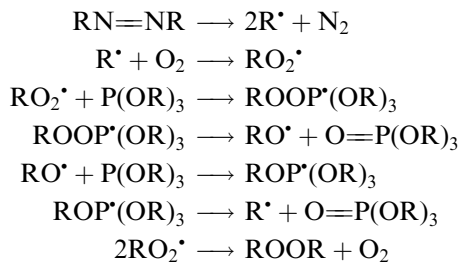 RN=NR ⟶ 2R• + N₂
R• + O₂ ⟶ RO₂•
RO₂• + P(OR)₃ ⟶ ROOP•(OR)₃
ROOP•(OR)₃ ⟶ RO• + O=P(OR)₃
RO• + P(OR)₃ ⟶ ROP•(OR)₃
ROP•(OR)₃ ⟶ R• + O=P(OR)₃
2RO₂• ⟶ ROOR + O₂